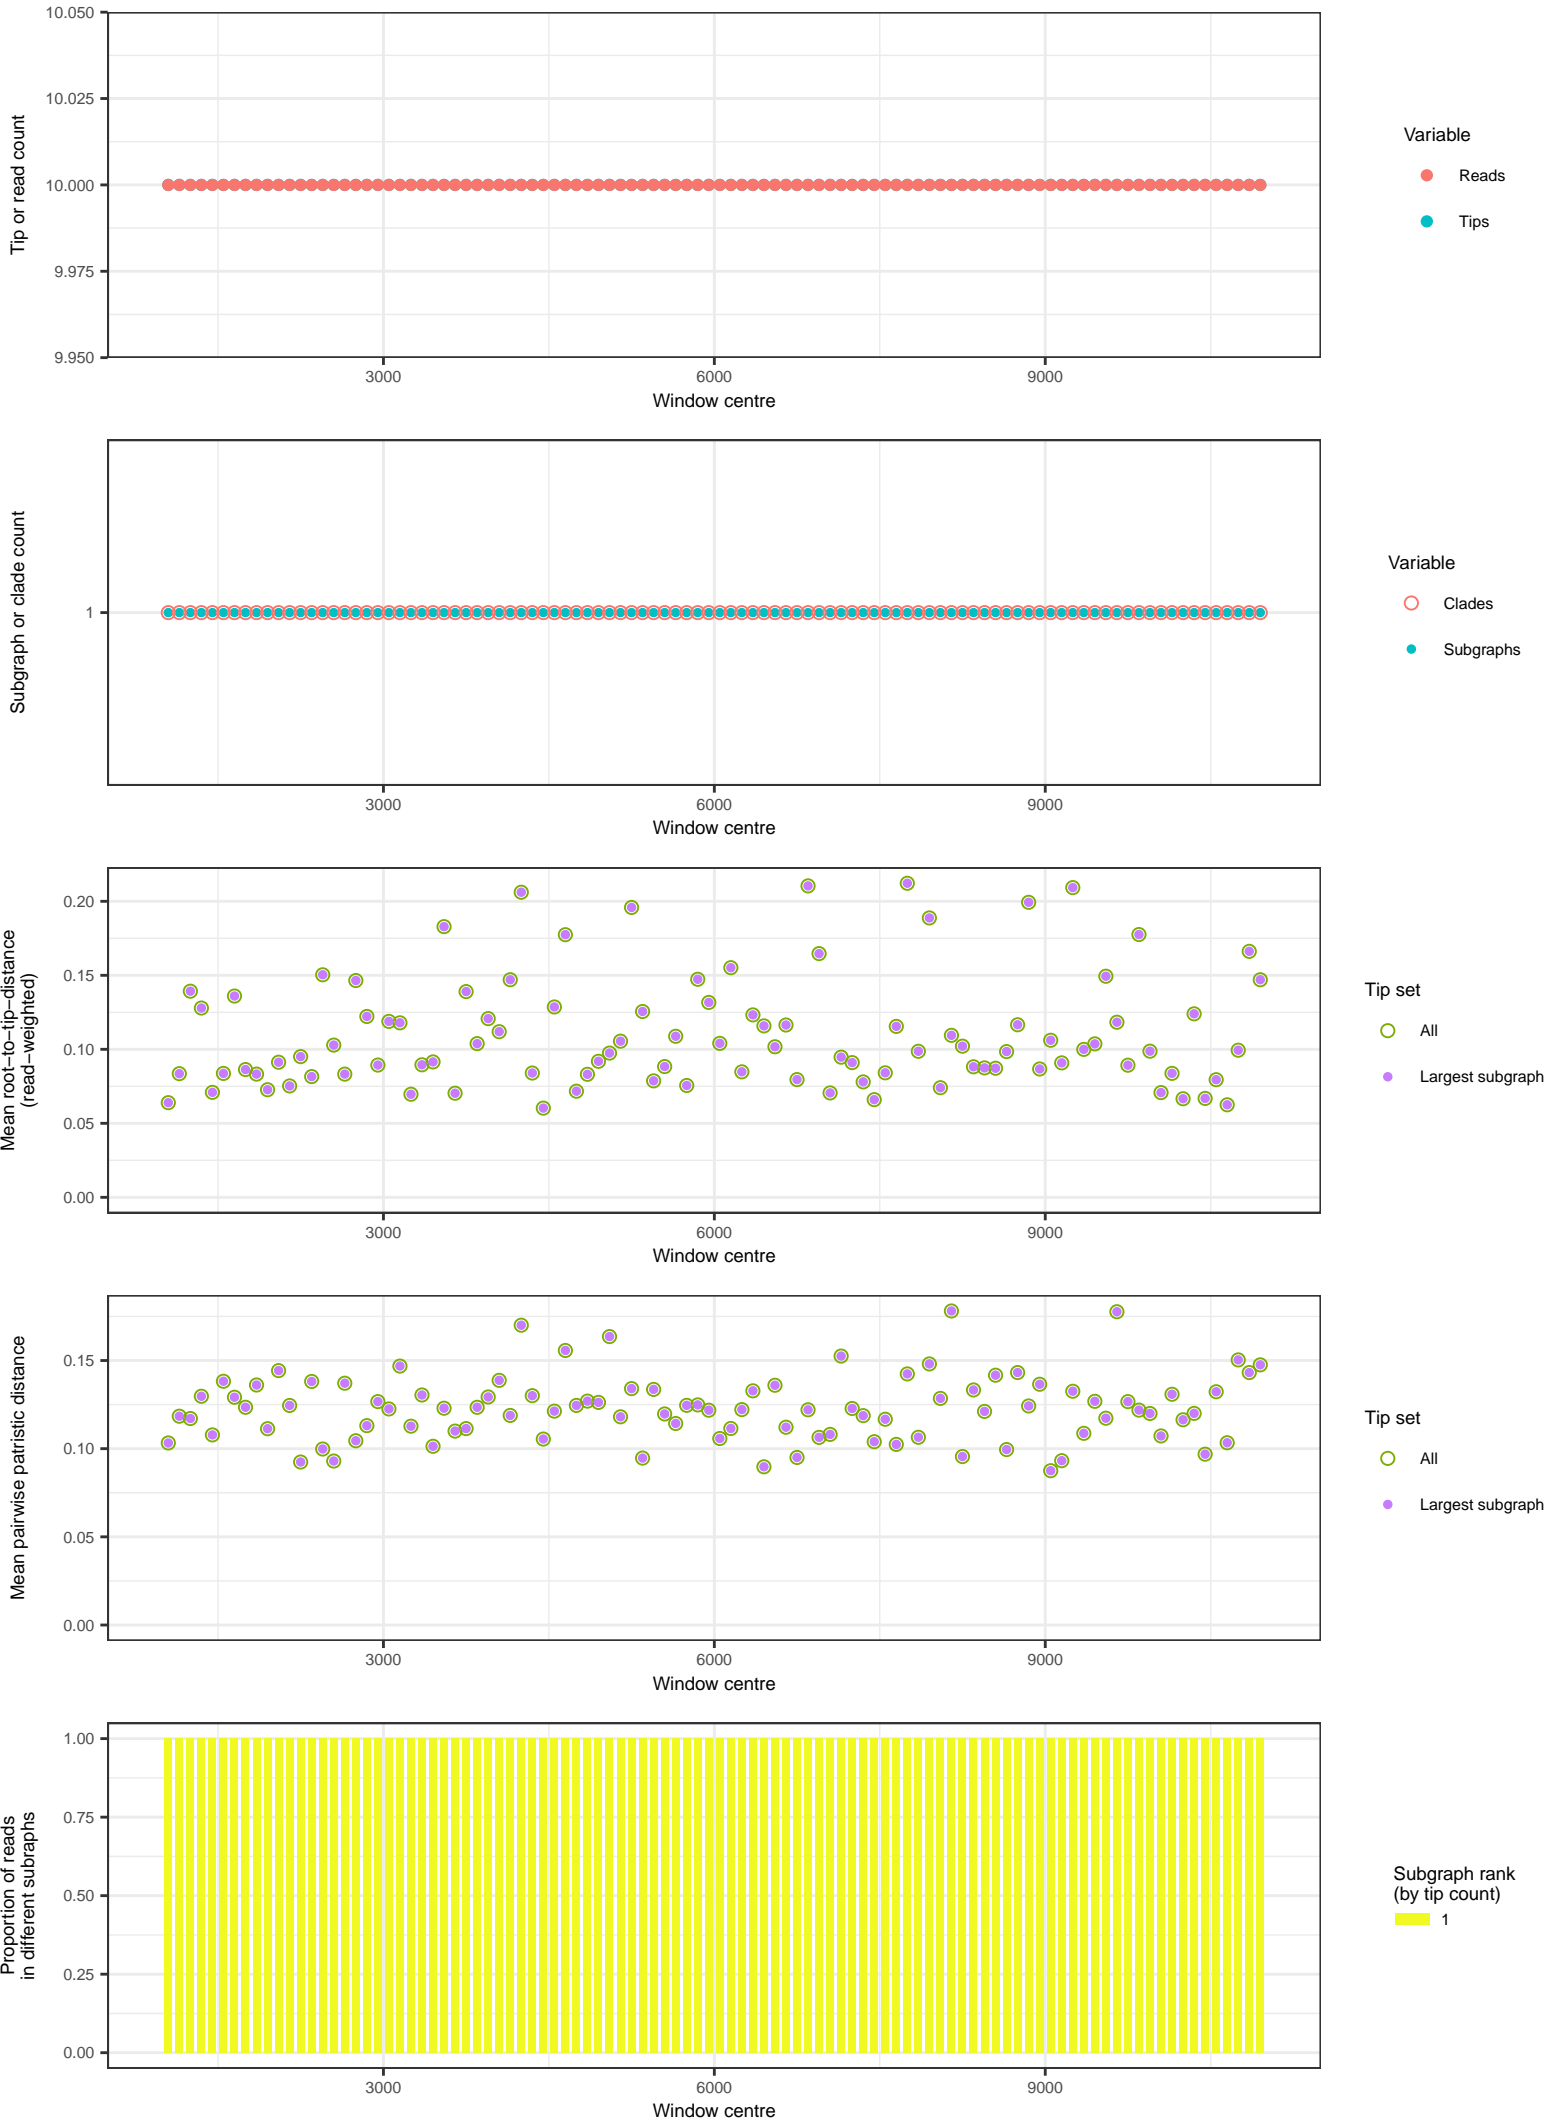 10.050
10.025
10.000
9.975
9.950
Tip or read count
3000 6000 9000
Window centre
Variable
Reads
Tips
1
Subgraph or clade count
3000 6000 9000
Window centre
Variable
Clades
Subgraphs
0.20
0.15
0.10
0.05
0.00
Mean root−to−tip−distance
(read−weighted)
3000 6000 9000
Window centre
Tip set
All
Largest subgraph
0.15
0.10
0.05
0.00
Mean pairwise patristic distance
3000 6000 9000
Window centre
Tip set
All
Largest subgraph
1.00
0.75
0.50
0.25
0.00
Proportion of reads
in different subraphs
3000 6000 9000
Window centre
Subgraph rank
(by tip count)
1